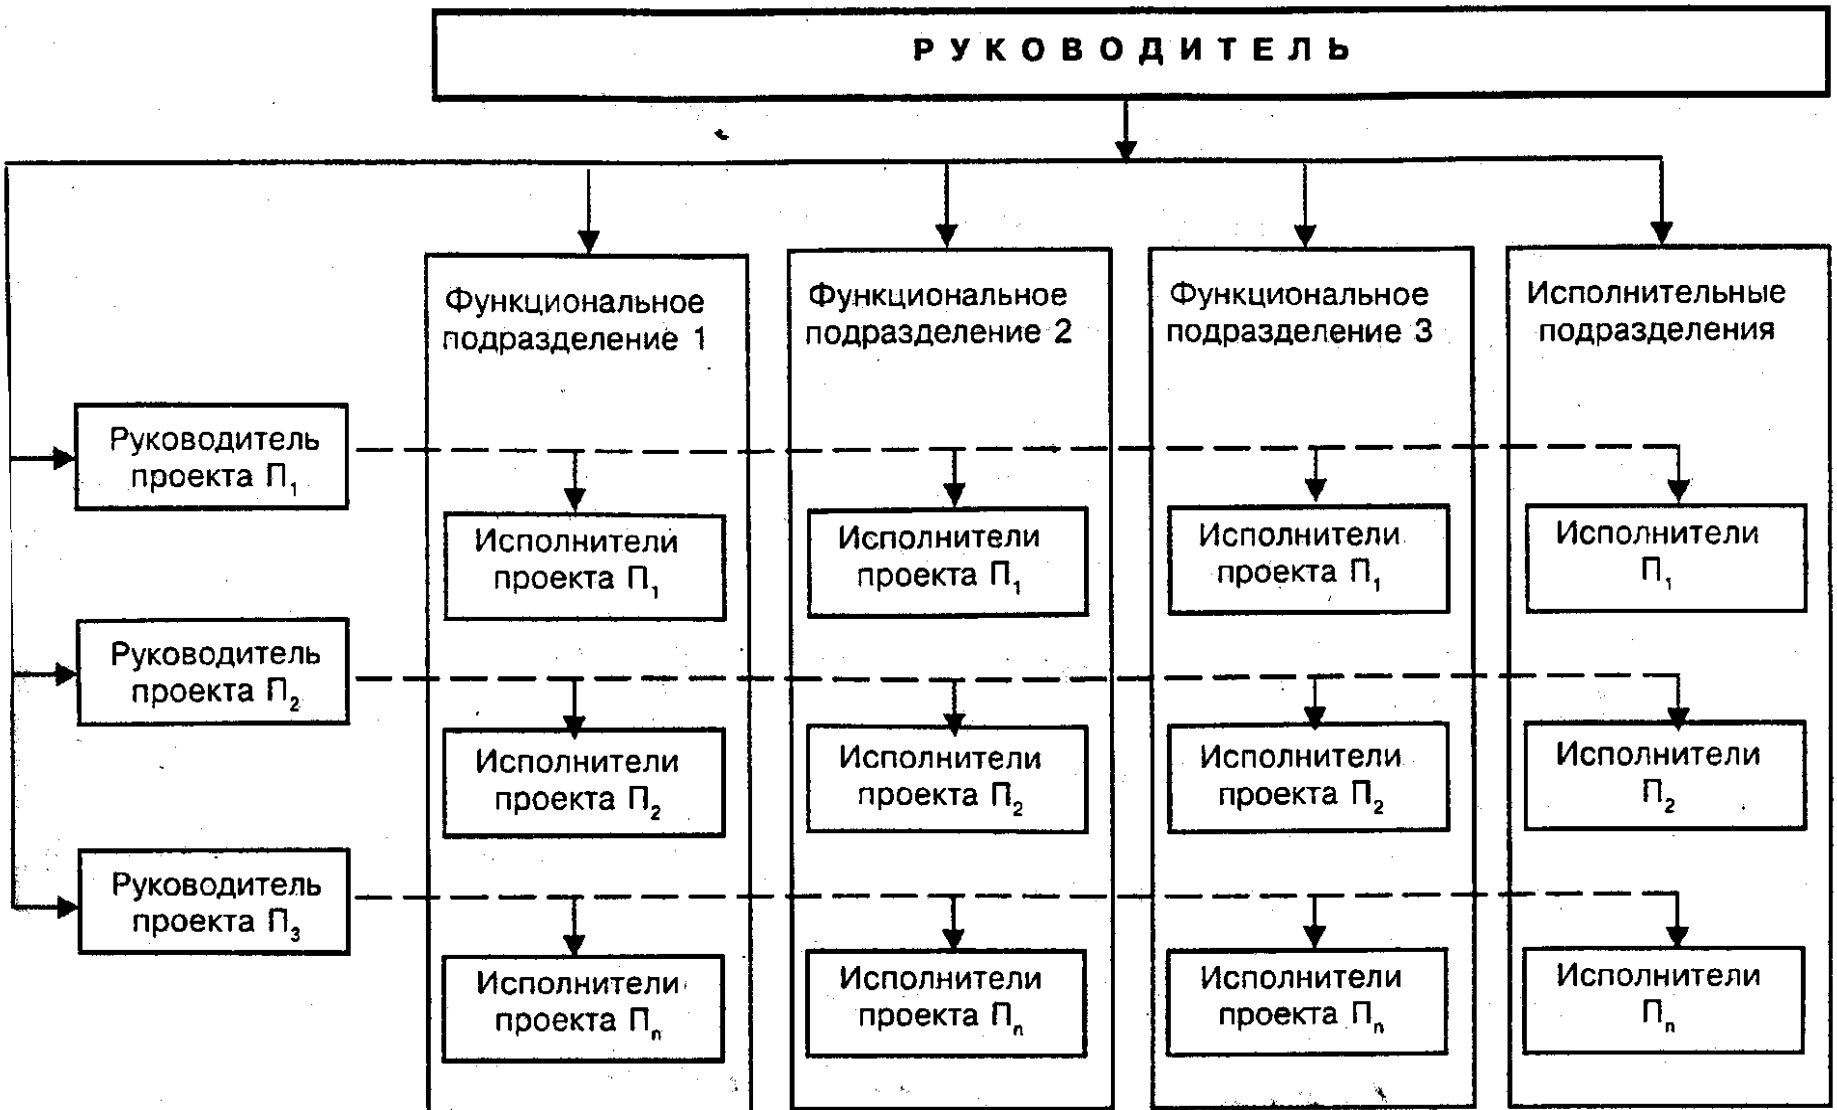 РУКОВОДИТЕЛЬ
Функциональное
подразделение 1
Функциональное
подразделение 2
Функциональное
подразделение 3
Исполнительные
подразделения
Руководитель
проекта П₁
Исполнители
проекта П₁
Исполнители
проекта П₁
Исполнители
проекта П₁
Исполнители
П₁
Руководитель
проекта П₂
Исполнители
проекта П₂
Исполнители
проекта П₂
Исполнители
проекта П₂
Исполнители
П₂
Руководитель
проекта П₃
Исполнители
проекта Пₙ
Исполнители
проекта Пₙ
Исполнители
проекта Пₙ
Исполнители
Пₙ